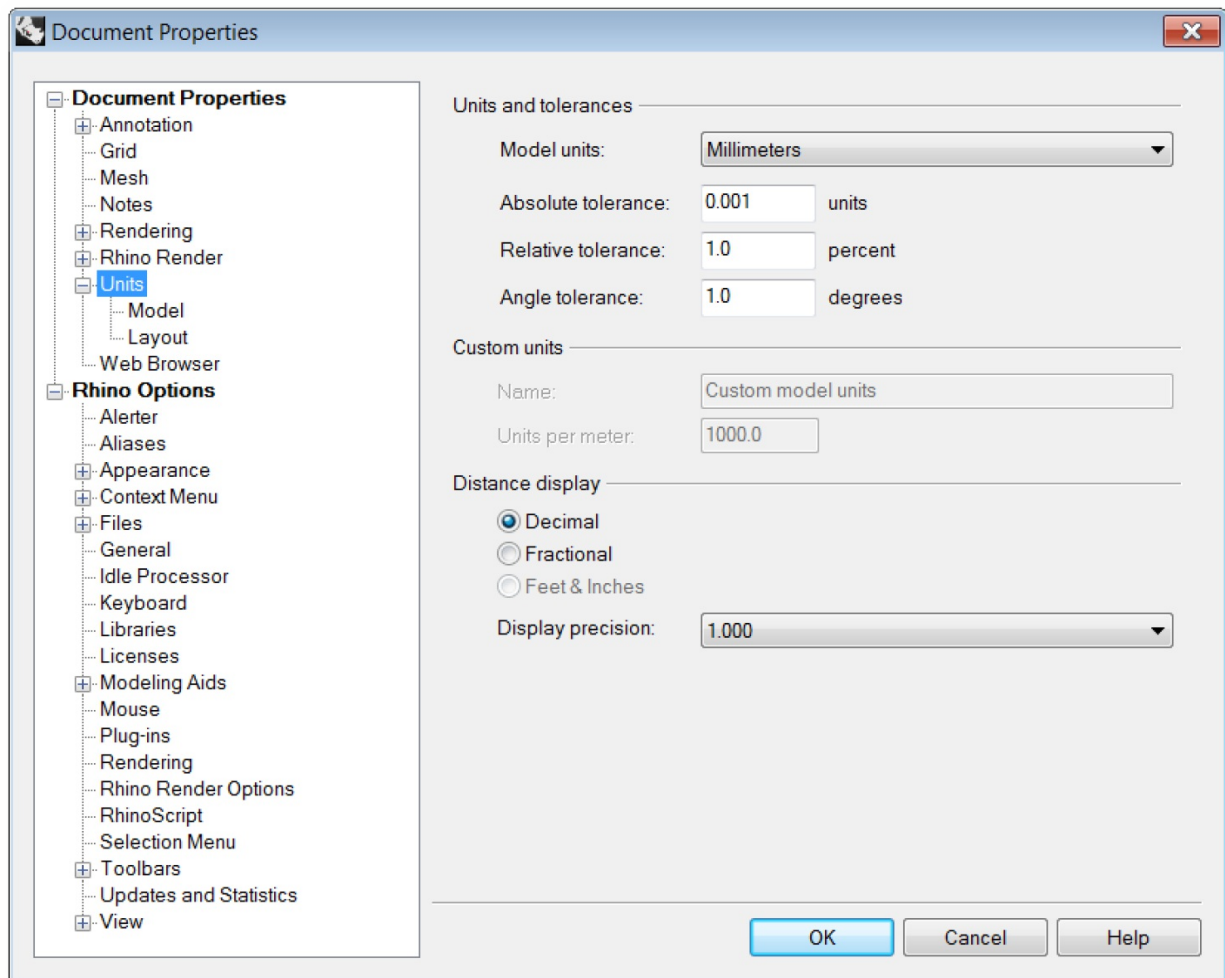 Document Properties
Document Properties
Annotation
Grid
Mesh
Notes
Rendering
Rhino Render
Units
Model
Layout
Web Browser
Rhino Options
Alerter
Aliases
Appearance
Context Menu
Files
General
Idle Processor
Keyboard
Libraries
Licenses
Modeling Aids
Mouse
Plug-ins
Rendering
Rhino Render Options
RhinoScript
Selection Menu
Toolbars
Updates and Statistics
View
Units and tolerances
Model units: Millimeters
Absolute tolerance: 0.001 units
Relative tolerance: 1.0 percent
Angle tolerance: 1.0 degrees
Custom units
Name: Custom model units
Units per meter: 1000.0
Distance display
Decimal
Fractional
Feet & Inches
Display precision: 1.000
OK Cancel Help